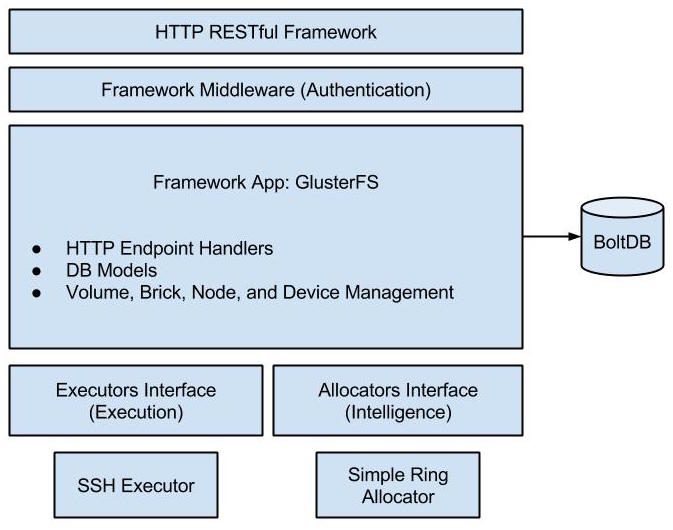 HTTP RESTful Framework
Framework Middleware (Authentication)
Framework App: GlusterFS
● HTTP Endpoint Handlers
● DB Models
● Volume, Brick, Node, and Device Management
BoltDB
Executors Interface
(Execution)
Allocators Interface
(Intelligence)
SSH Executor
Simple Ring
Allocator